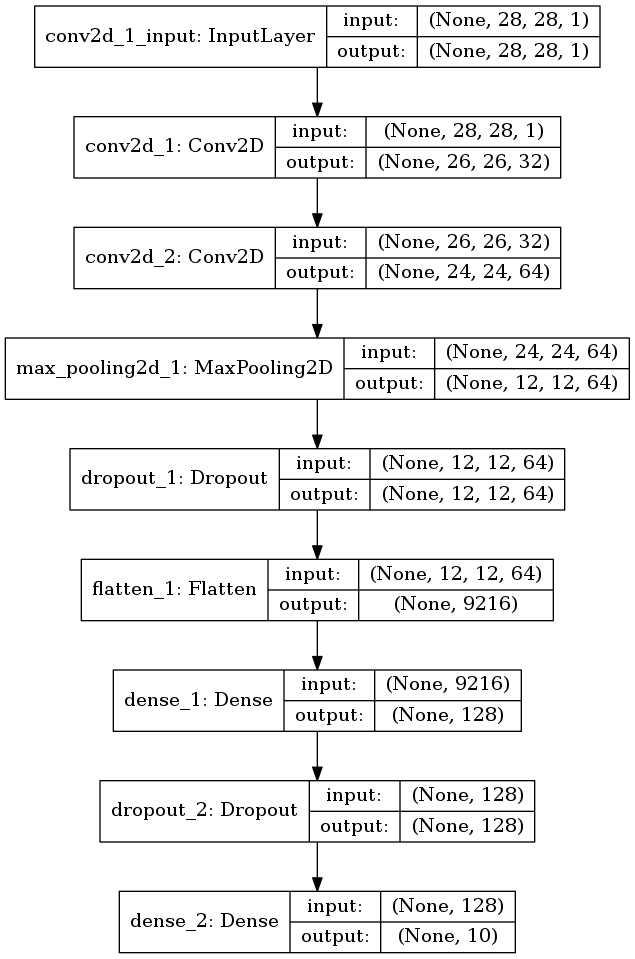 conv2d_1_input: InputLayer
input: (None, 28, 28, 1)
output: (None, 28, 28, 1)
conv2d_1: Conv2D
input: (None, 28, 28, 1)
output: (None, 26, 26, 32)
conv2d_2: Conv2D
input: (None, 26, 26, 32)
output: (None, 24, 24, 64)
max_pooling2d_1: MaxPooling2D
input: (None, 24, 24, 64)
output: (None, 12, 12, 64)
dropout_1: Dropout
input: (None, 12, 12, 64)
output: (None, 12, 12, 64)
flatten_1: Flatten
input: (None, 12, 12, 64)
output: (None, 9216)
dense_1: Dense
input: (None, 9216)
output: (None, 128)
dropout_2: Dropout
input: (None, 128)
output: (None, 128)
dense_2: Dense
input: (None, 128)
output: (None, 10)